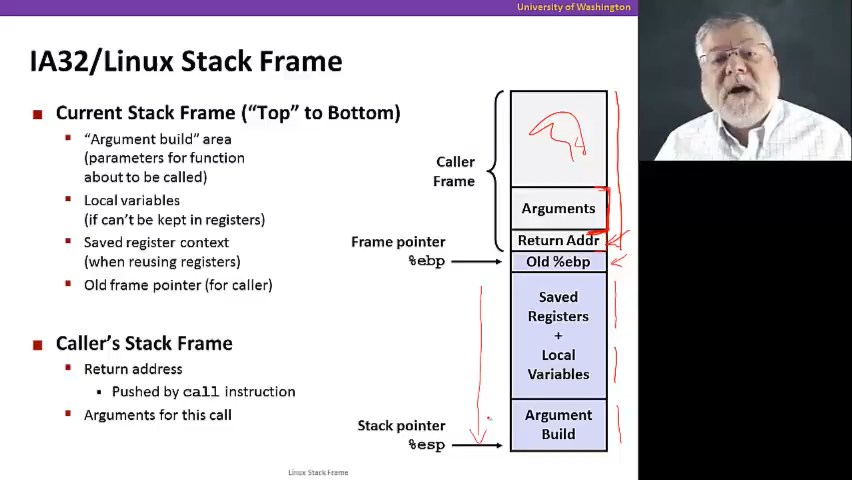 University of Washington
IA32/Linux Stack Frame
■ Current Stack Frame (“Top” to Bottom)
▪ “Argument build” area
(parameters for function
about to be called)
▪ Local variables
(if can’t be kept in registers)
▪ Saved register context
(when reusing registers)
▪ Old frame pointer (for caller)
■ Caller’s Stack Frame
▪ Return address
▪ Pushed by call instruction
▪ Arguments for this call
Caller
Frame
Frame pointer
%ebp
Stack pointer
%esp
Arguments
Return Addr
Old %ebp
Saved
Registers
+
Local
Variables
Argument
Build
Linux Stack Frame